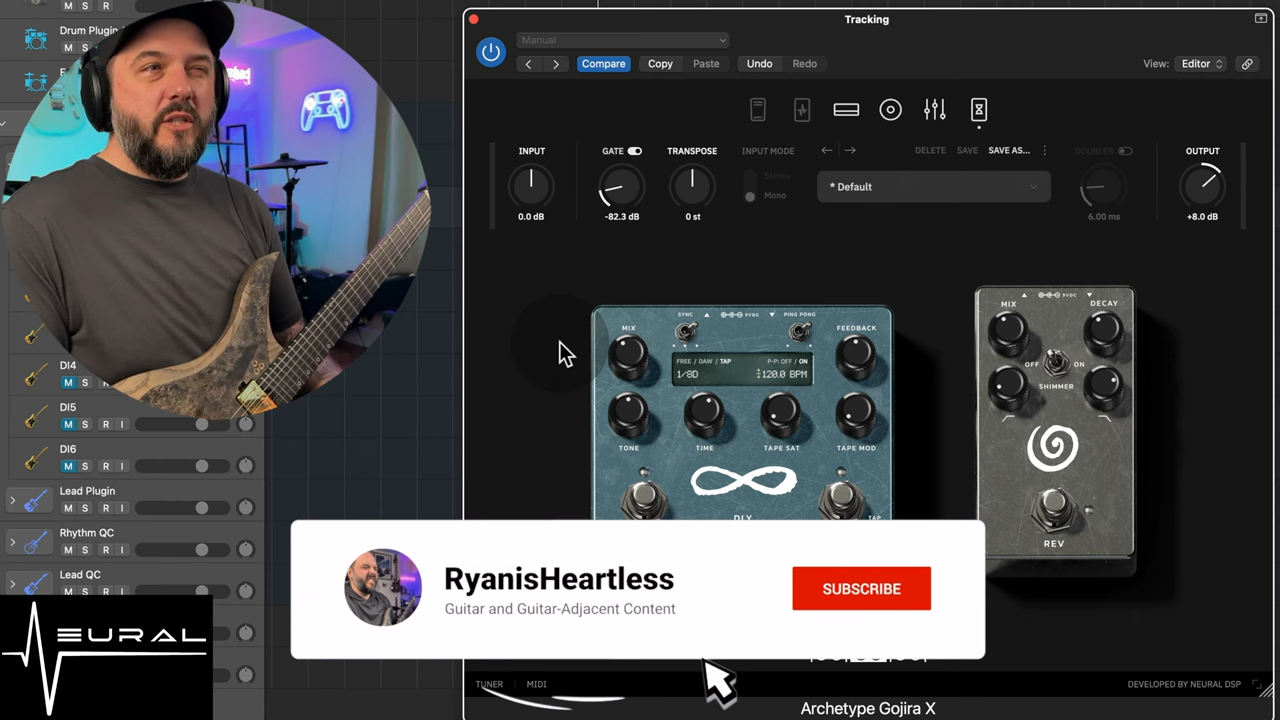 Tracking
Manual
Compare Copy Paste Undo Redo View: Editor
INPUT GATE TRANSPOSE INPUT MODE DELETE SAVE SAVE AS... DOUBLER OUTPUT
Stereo
Mono
* Default
0.0 dB -82.3 dB 0 st 6.00 ms +8.0 dB
SYNC 9VDC PING PONG
MIX FEEDBACK
FREE / DAW / TAP P-P: OFF / ON
1/8D 120.0 BPM
TONE TIME TAPE SAT TAPE MOD
DLY TAP
9VDC
MIX DECAY
OFF ON
SHIMMER
REV
M S R
Drum Plugin
M S
DI4
M S R I
DI5
M S R I
DI6
M S R I
Lead Plugin
M S R I
Rhythm QC
M S R I
Lead QC
M S R I
RyanisHeartless
Guitar and Guitar-Adjacent Content
SUBSCRIBE
NEURAL
TUNER MIDI DEVELOPED BY NEURAL DSP
Archetype Gojira X